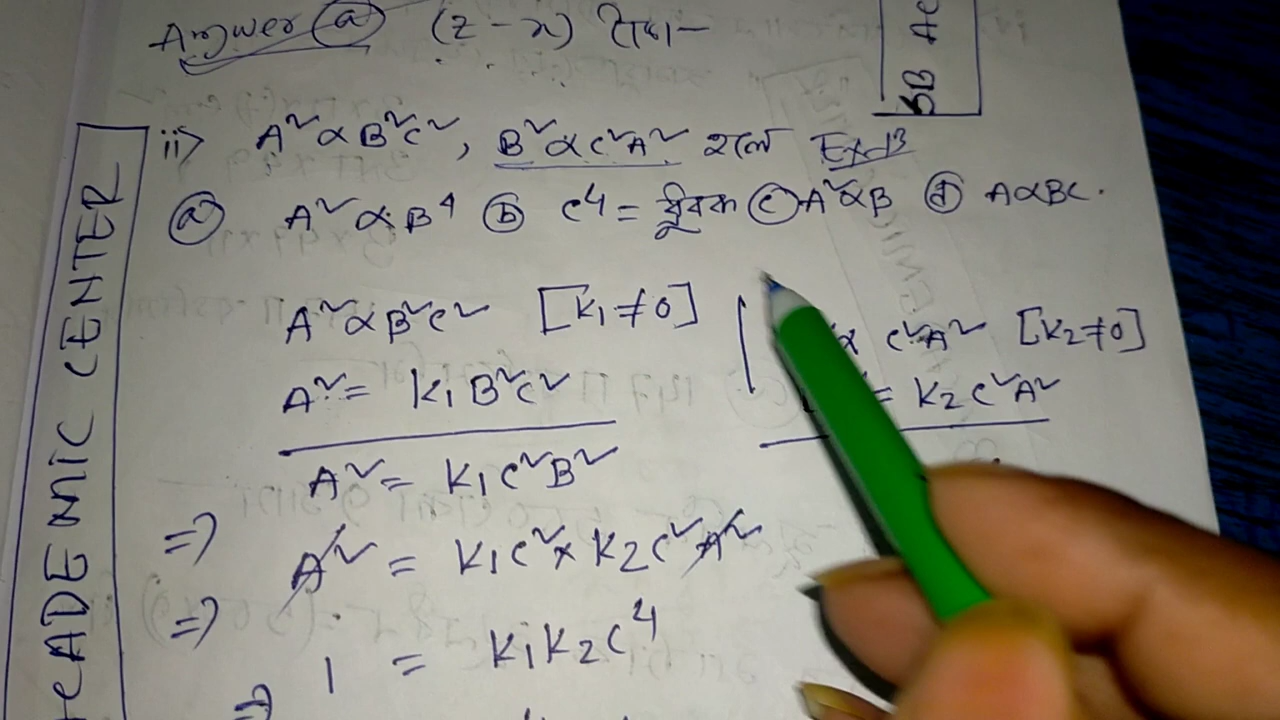 Answer (a) (z - x)
ii> A² ∝ B²C², B² ∝ C²A² হলে Ex-13
(a) A² ∝ B⁴ (b) C⁴ = ধ্রুবক (c) A² ∝ B (d) A ∝ BC.
A² ∝ B²C² [K₁ ≠ 0]
∝ C²A² [K₂ ≠ 0]
A² = K₁B²C²
= K₂C²A²
A² = K₁C²B²
=> A² = K₁C² × K₂C²A²
=> 1 = K₁K₂C⁴
=>
BB Ac
ACADEMIC CENTER